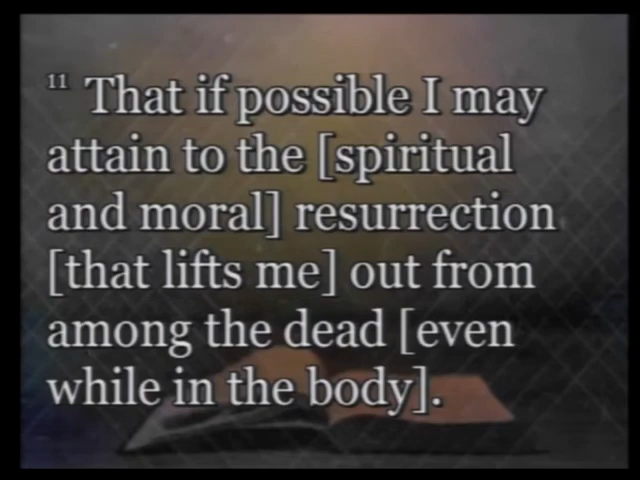 11 That if possible I may
attain to the [spiritual
and moral] resurrection
[that lifts me] out from
among the dead [even
while in the body].